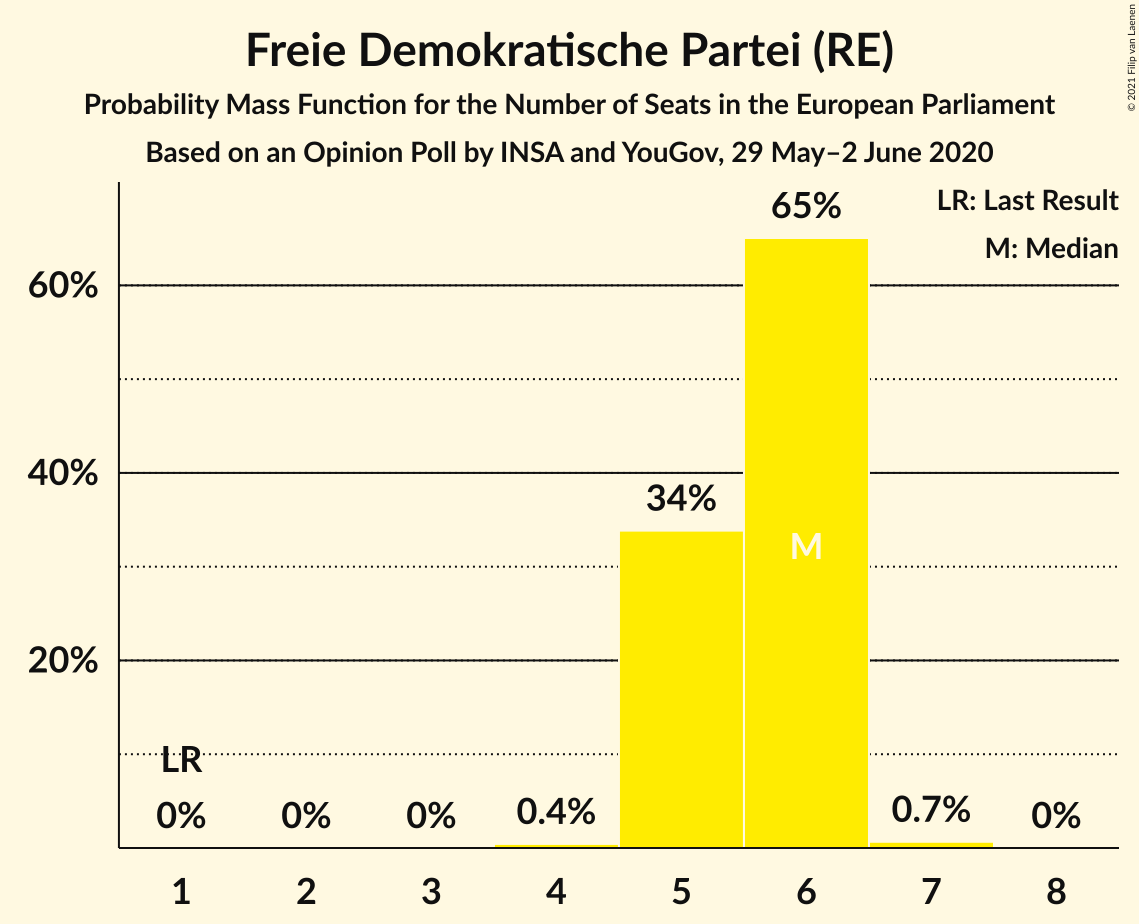 Freie Demokratische Partei (RE)
Probability Mass Function for the Number of Seats in the European Parliament
Based on an Opinion Poll by INSA and YouGov, 29 May–2 June 2020
© 2021 Filip van Laenen
LR: Last Result
M: Median
65%
60%
40%
34%
M
20%
LR
0%
0%
0%
0.4%
0.7%
0%
1
2
3
4
5
6
7
8